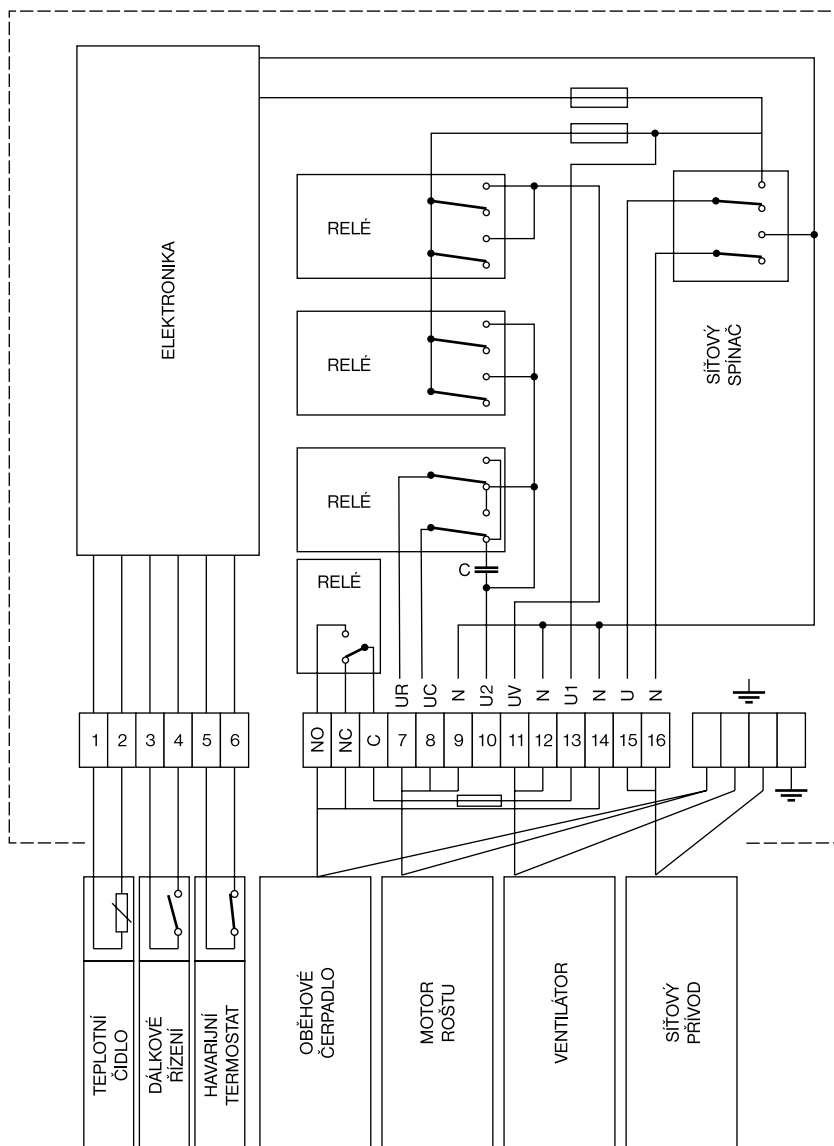 ELEKTRONIKA
RELÉ
RELÉ
RELÉ
RELÉ
SÍŤOVÝ
SPÍNAČ
C
UR
UC
N
U2
UV
N
U1
N
U
N
1
2
3
4
5
6
NO
NC
C
7
8
9
10
11
12
13
14
15
16
TEPLOTNÍ
ČIDLO
DÁLKOVÉ
ŘÍZENÍ
HAVARIJNÍ
TERMOSTAT
OBĚHOVÉ
ČERPADLO
MOTOR
ROŠTU
VENTILÁTOR
SÍŤOVÝ
PŘÍVOD